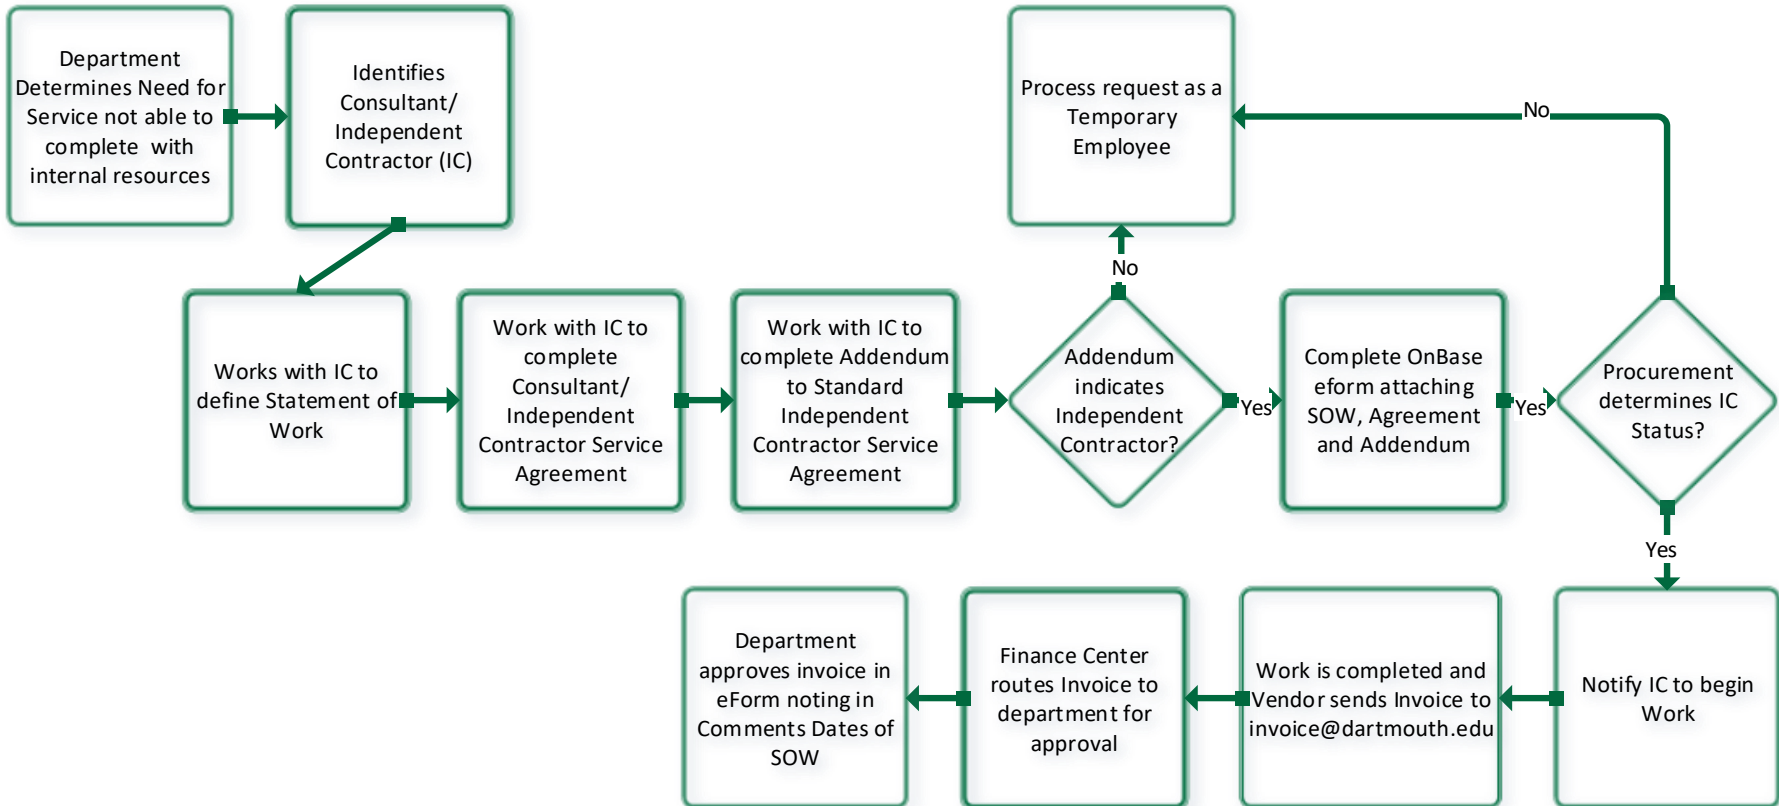 Department
Determines Need for
Service not able to
complete with
internal resources
Identifies
Consultant/
Independent
Contractor (IC)
Process request as a
Temporary
Employee
No
No
Works with IC to
define Statement of
Work
Work with IC to
complete
Consultant/
Independent
Contractor Service
Agreement
Work with IC to
complete Addendum
to Standard
Independent
Contractor Service
Agreement
Addendum
indicates
Independent
Contractor?
Yes
Complete OnBase
eform attaching
SOW, Agreement
and Addendum
Yes
Procurement
determines IC
Status?
Yes
Notify IC to begin
Work
Work is completed and
Vendor sends Invoice to
invoice@dartmouth.edu
Finance Center
routes Invoice to
department for
approval
Department
approves invoice in
eForm noting in
Comments Dates of
SOW